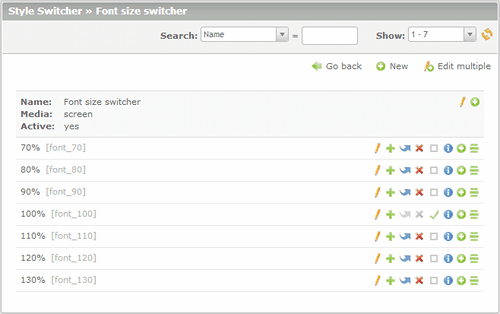 Style Switcher » Font size switcher
Search: Name = Show: 1 - 7
Go back New Edit multiple
Name: Font size switcher
Media: screen
Active: yes
70% [font_70]
80% [font_80]
90% [font_90]
100% [font_100]
110% [font_110]
120% [font_120]
130% [font_130]